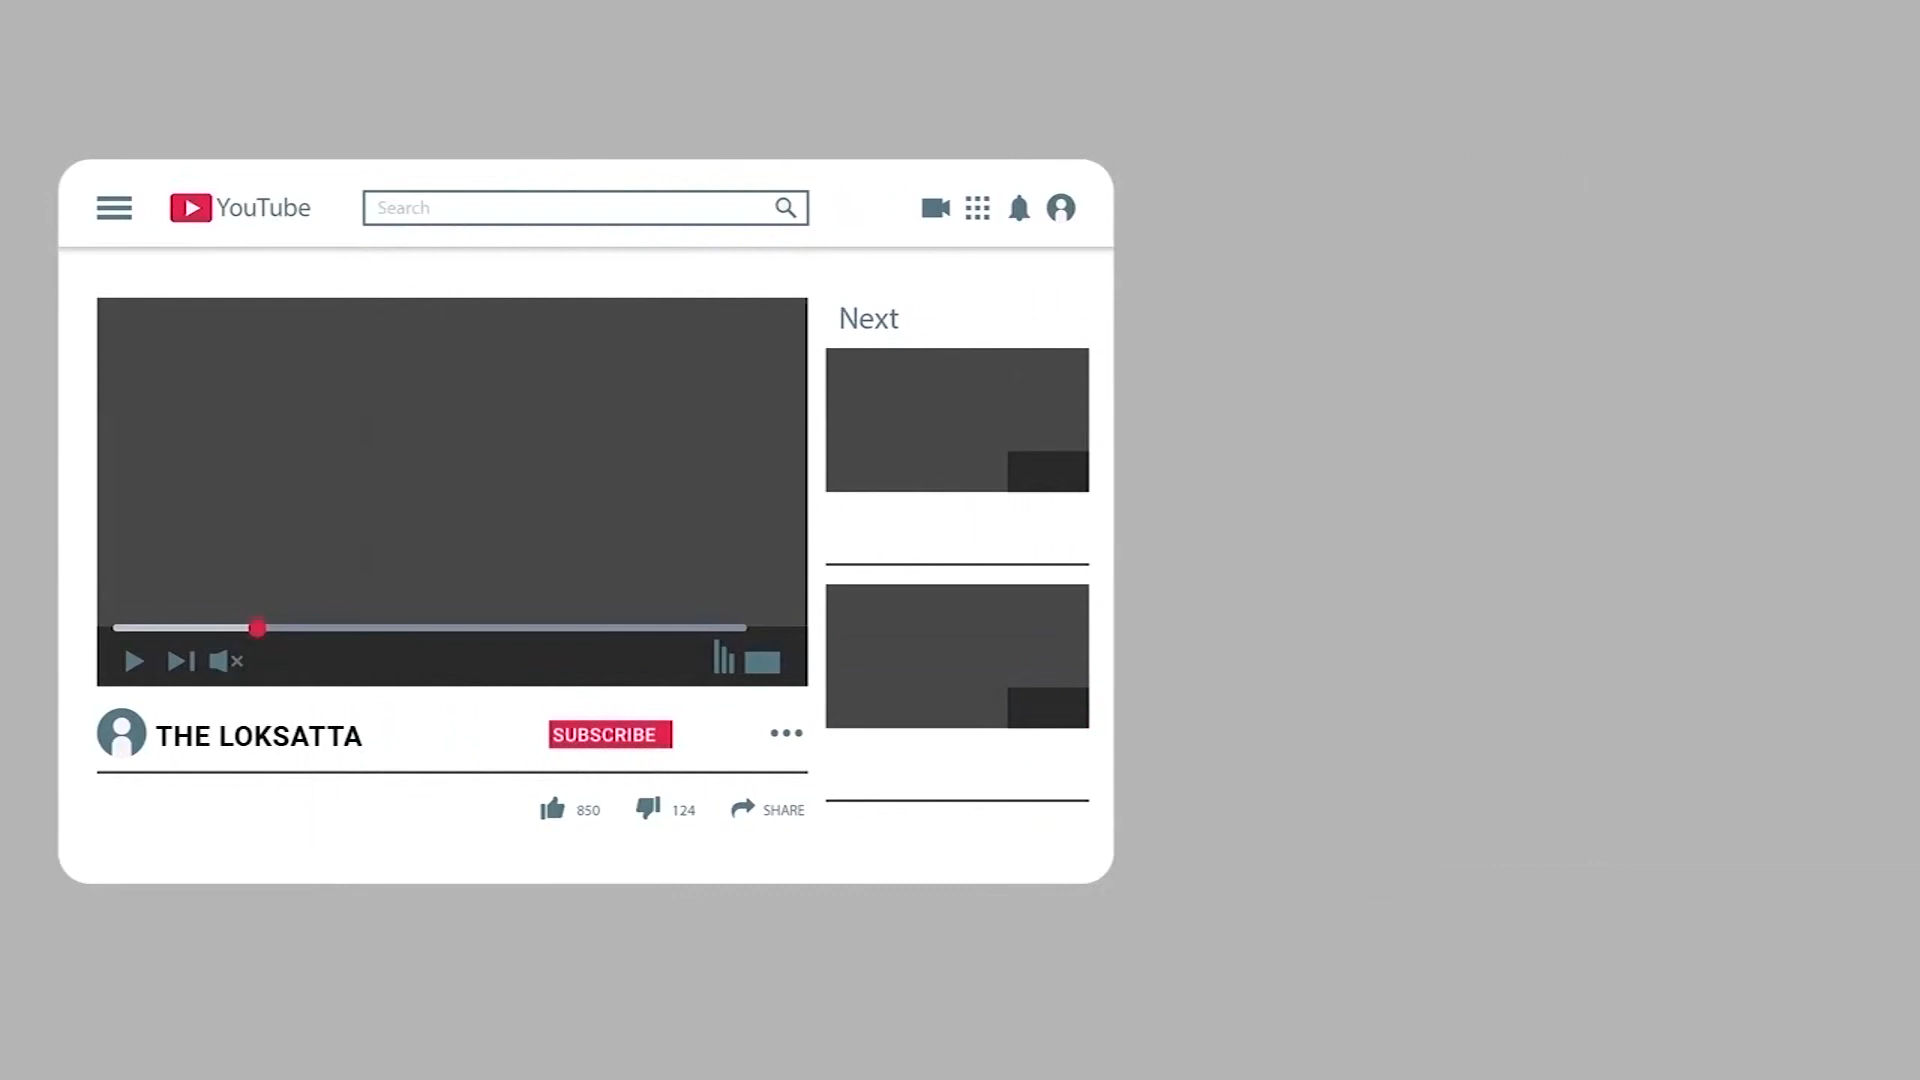 YouTube
Search
Next
THE LOKSATTA
SUBSCRIBE
850
124
SHARE